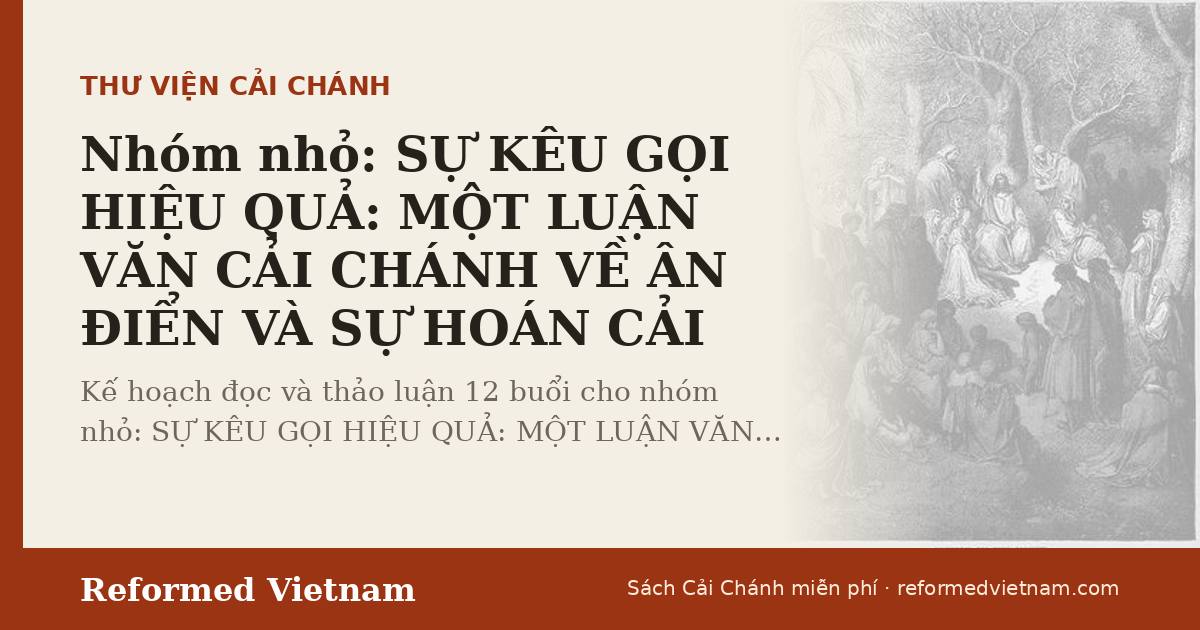 THƯ VIỆN CẢI CHÁNH
Nhóm nhỏ: SỰ KÊU GỌI
HIỆU QUẢ: MỘT LUẬN
VĂN CẢI CHÁNH VỀ ÂN
ĐIỂN VÀ SỰ HOÁN CẢI
Kế hoạch đọc và thảo luận 12 buổi cho nhóm
nhỏ: SỰ KÊU GỌI HIỆU QUẢ: MỘT LUẬN VĂN…
Reformed Vietnam
Sách Cải Chánh miễn phí · reformedvietnam.com